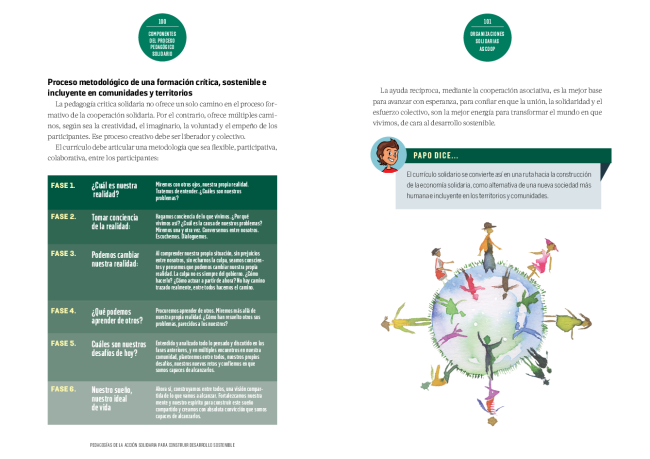 100
COMPONENTES
DEL PROCESO
PEDAGÓGICO
SOLIDARIO
Proceso metodológico de una formación crítica, sostenible e
incluyente en comunidades y territorios
La pedagogía crítica solidaria no ofrece un solo camino en el proceso for-
mativo de la cooperación solidaria. Por el contrario, ofrece múltiples cami-
nos, según sea la creatividad, el imaginario, la voluntad y el empeño de los
participantes. Ese proceso creativo debe ser liberador y colectivo.
El currículo debe articular una metodología que sea flexible, participativa,
colaborativa, entre los participantes:
FASE 1.
¿Cuál es nuestra
realidad?
Miremos con otros ojos, nuestra propia realidad.
Tratemos de entender. ¿Cuáles son nuestros
problemas?
FASE 2.
Tomar conciencia
de la realidad:
Hagamos conciencia de lo que vivimos. ¿Por qué
vivimos así? ¿Cuál es la causa de nuestros problemas?
Miremos una y otra vez. Conversemos entre nosotros.
Escuchemos. Dialoguemos.
FASE 3.
Podemos cambiar
nuestra realidad:
Al comprender nuestra propia situación, sin prejuicios
entre nosotros, sin echarnos la culpa, seamos conscien-
tes y pensemos que podemos cambiar nuestra propia
realidad. La culpa no es siempre del gobierno. ¿Cómo
hacerlo? ¿Cómo actuar a partir de ahora? No hay camino
trazado realmente, entre todos hacemos el camino.
FASE 4.
¿Qué podemos
aprender de otros?
Procuremos aprender de otros. Miremos más allá de
nuestra propia realidad. ¿Cómo han resuelto otros sus
problemas, parecidos a los nuestros?
FASE 5.
Cuáles son nuestros
desafíos de hoy?
Entendido y analizado todo lo pensado y discutido en las
fases anteriores, y en múltiples encuentros en nuestra
comunidad, planteemos entre todos, nuestros propios
desafíos, nuestros nuevos retos y confiemos en que
somos capaces de alcanzarlos.
FASE 6.
Nuestro sueño,
nuestro ideal
de vida
Ahora sí, construyamos entre todos, una visión compar-
tida de lo que vamos a alcanzar. Fortalezcamos nuestra
mente y nuestro espíritu para construir este sueño
compartido y creamos con absoluta convicción que somos
capaces de alcanzarlos.
PEDAGOGÍAS DE LA ACCIÓN SOLIDARIA PARA CONSTRUIR DESARROLLO SOSTENIBLE
101
ORGANIZACIONES
SOLIDARIAS
ASCOOP
La ayuda recíproca, mediante la cooperación asociativa, es la mejor base
para avanzar con esperanza, para confiar en que la unión, la solidaridad y el
esfuerzo colectivo, son la mejor energía para transformar el mundo en que
vivimos, de cara al desarrollo sostenible.
PAPO DICE...
El currículo solidario se convierte así en una ruta hacia la construcción
de la economía solidaria, como alternativa de una nueva sociedad más
humana e incluyente en los territorios y comunidades.